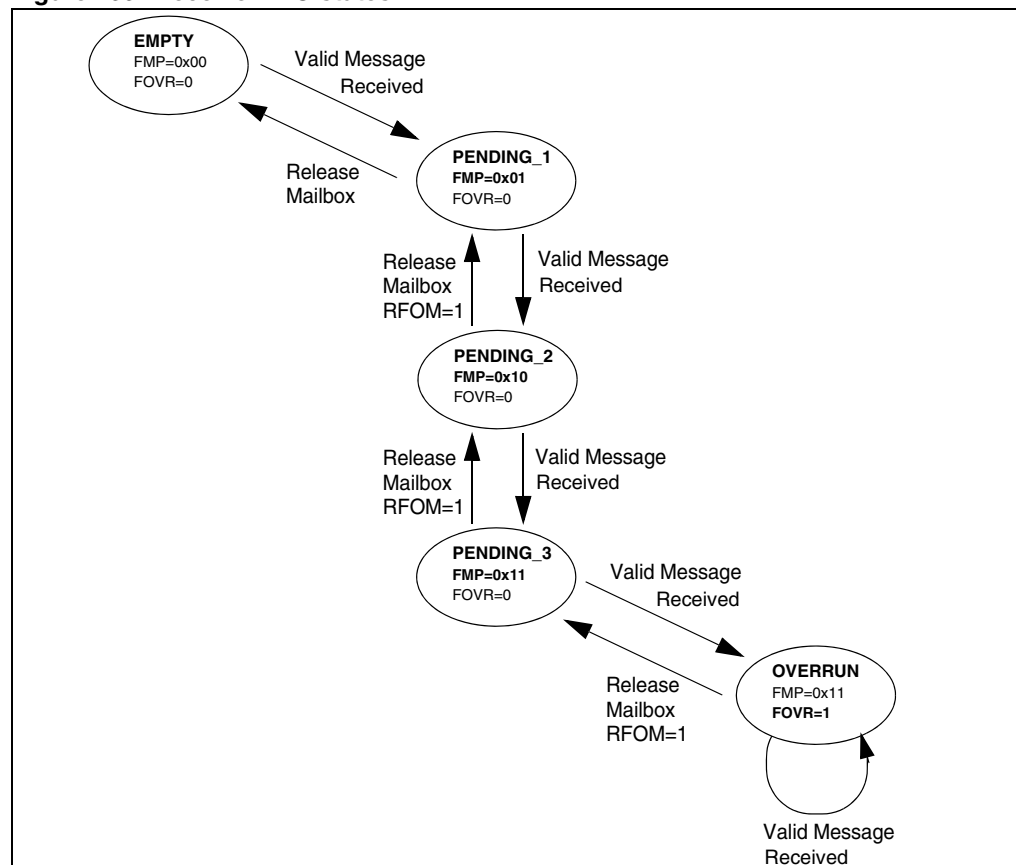 EMPTY
FMP=0x00
FOVR=0
Valid Message
Received
Release
Mailbox
PENDING_1
FMP=0x01
FOVR=0
Release
Mailbox
RFOM=1
Valid Message
Received
PENDING_2
FMP=0x10
FOVR=0
Release
Mailbox
RFOM=1
Valid Message
Received
PENDING_3
FMP=0x11
FOVR=0
Valid Message
Received
Release
Mailbox
RFOM=1
OVERRUN
FMP=0x11
FOVR=1
Valid Message
Received